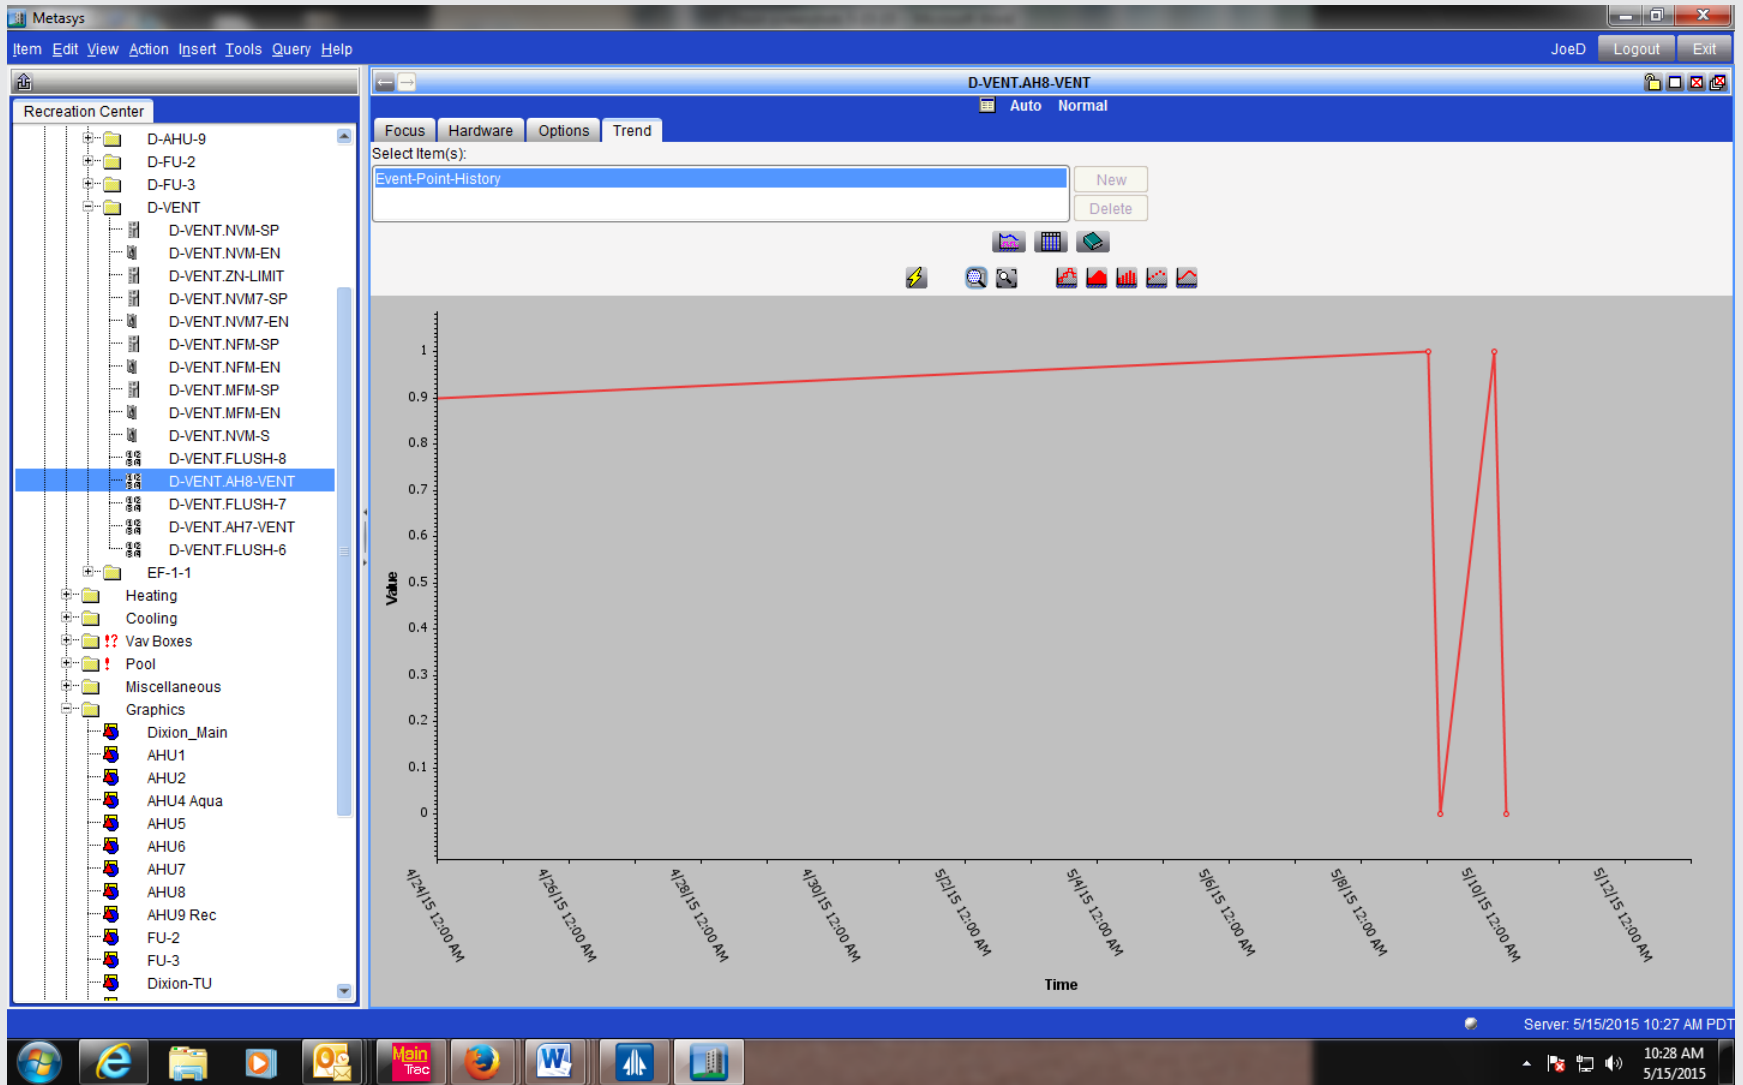 Metasys
Item Edit View Action Insert Tools Query Help
JoeD Logout Exit
Recreation Center
D-AHU-9
D-FU-2
D-FU-3
D-VENT
D-VENT.NVM-SP
D-VENT.NVM-EN
D-VENT.ZN-LIMIT
D-VENT.NVM7-SP
D-VENT.NVM7-EN
D-VENT.NFM-SP
D-VENT.NFM-EN
D-VENT.MFM-SP
D-VENT.MFM-EN
D-VENT.NVM-S
D-VENT.FLUSH-8
D-VENT.AH8-VENT
D-VENT.FLUSH-7
D-VENT.AH7-VENT
D-VENT.FLUSH-6
EF-1-1
Heating
Cooling
!? Vav Boxes
! Pool
Miscellaneous
Graphics
Dixion_Main
AHU1
AHU2
AHU4 Aqua
AHU5
AHU6
AHU7
AHU8
AHU9 Rec
FU-2
FU-3
Dixion-TU
D-VENT.AH8-VENT
Auto Normal
Focus Hardware Options Trend
Select Item(s):
Event-Point-History
New
Delete
1
0.9
0.8
0.7
0.6
0.5
0.4
0.3
0.2
0.1
0
Value
4/24/15 12:00 AM
4/26/15 12:00 AM
4/28/15 12:00 AM
4/30/15 12:00 AM
5/2/15 12:00 AM
5/4/15 12:00 AM
5/6/15 12:00 AM
5/8/15 12:00 AM
5/10/15 12:00 AM
5/12/15 12:00 AM
Time
Server: 5/15/2015 10:27 AM PDT
Main
Trac
10:28 AM
5/15/2015